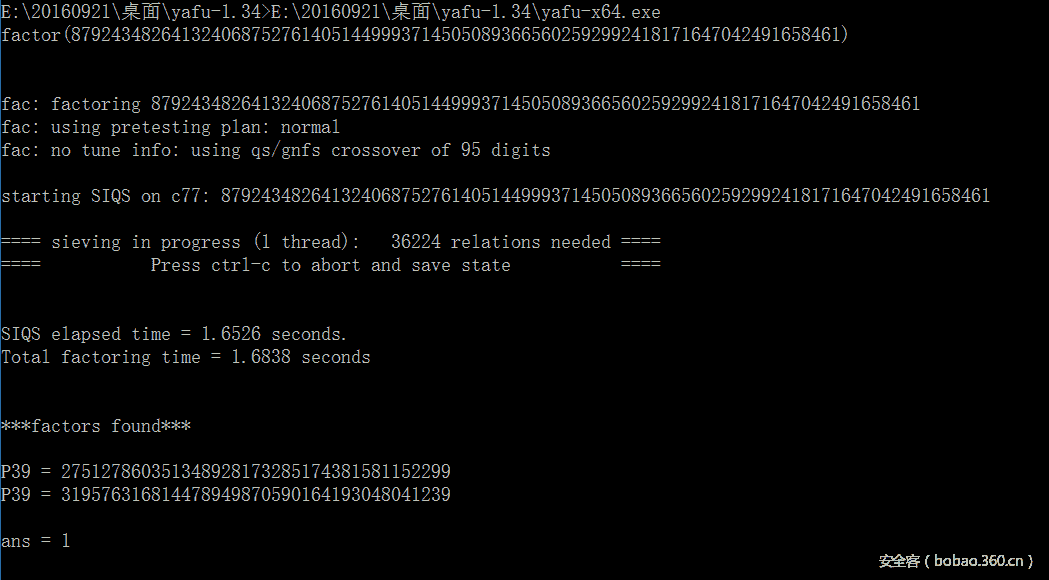 E:\20160921\桌面\yafu-1.34>E:\20160921\桌面\yafu-1.34\yafu-x64.exe
factor(87924348264132406875276140514499937145050893665602592992418171647042491658461)
fac: factoring 87924348264132406875276140514499937145050893665602592992418171647042491658461
fac: using pretesting plan: normal
fac: no tune info: using qs/gnfs crossover of 95 digits
starting SIQS on c77: 87924348264132406875276140514499937145050893665602592992418171647042491658461
==== sieving in progress (1 thread):   36224 relations needed ====
====           Press ctrl-c to abort and save state           ====
SIQS elapsed time = 1.6526 seconds.
Total factoring time = 1.6838 seconds
***factors found***
P39 = 275127860351348928173285174381581152299
P39 = 319576316814478949870590164193048041239
ans = 1
安全客（bobao.360.cn）